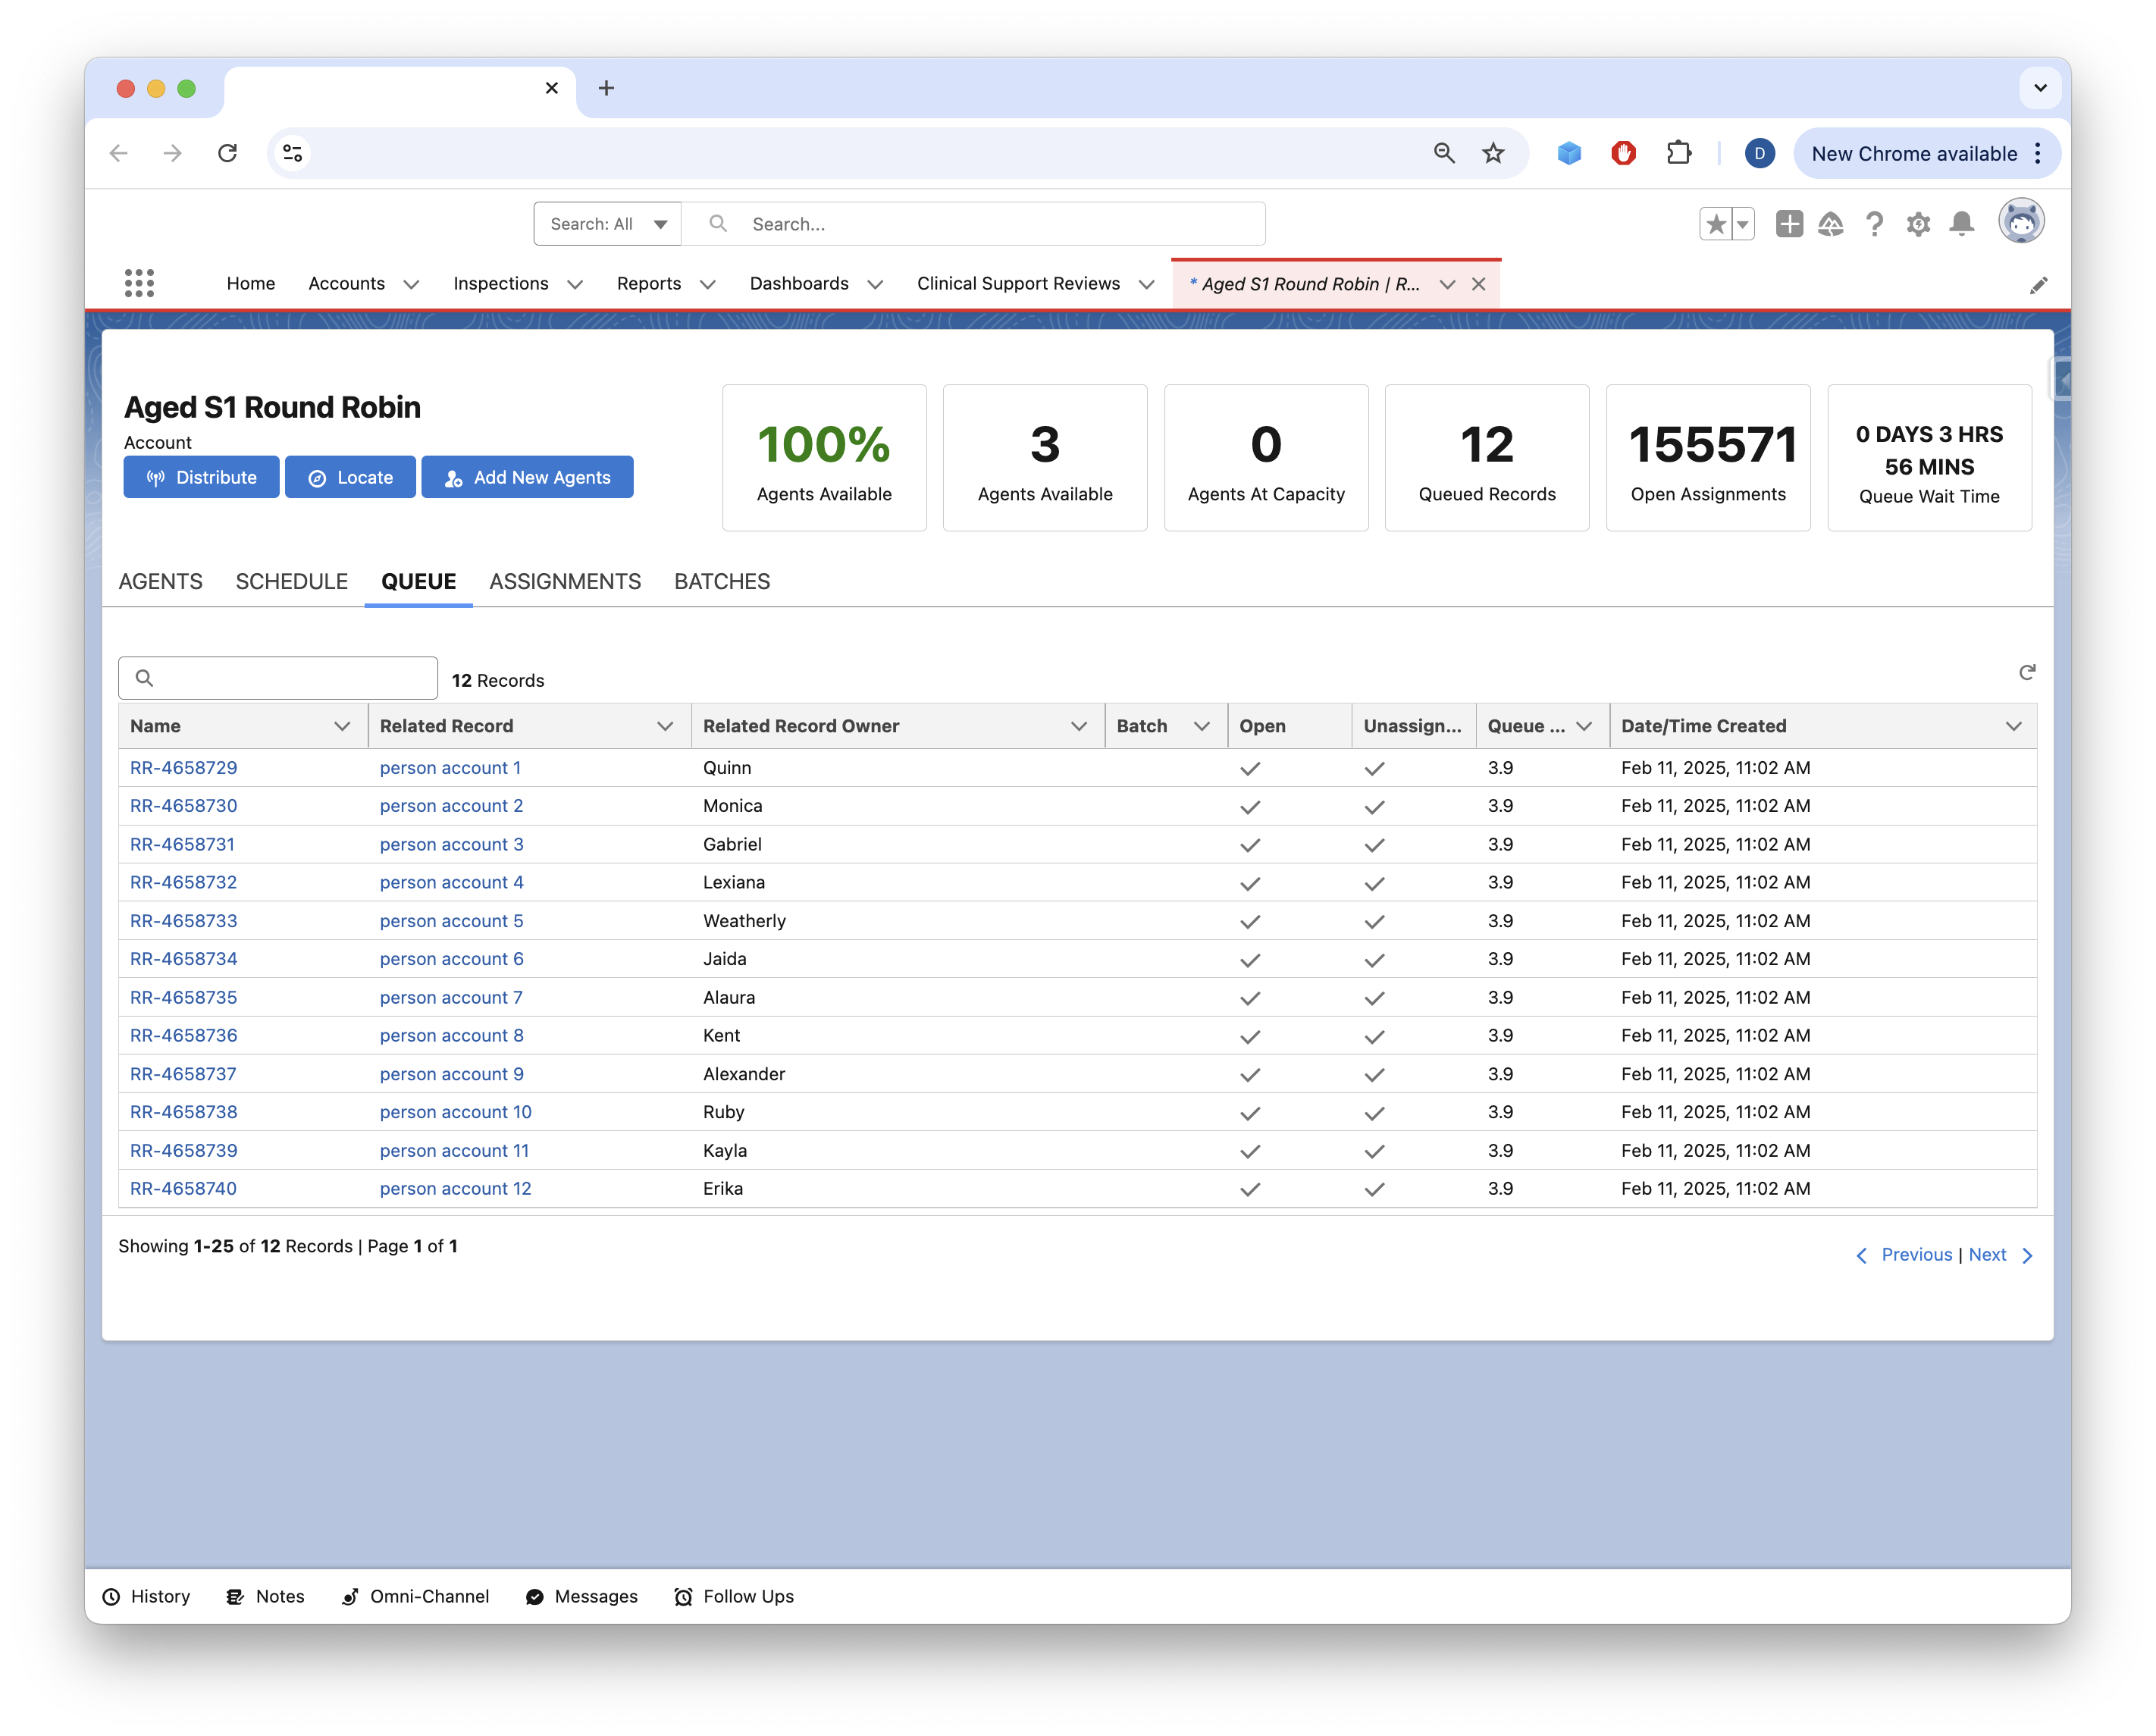 D
New Chrome available
Search: All
Search...
Home
Accounts
Inspections
Reports
Dashboards
Clinical Support Reviews
* Aged S1 Round Robin | R...
Aged S1 Round Robin
Account
Distribute
Locate
Add New Agents
100%
Agents Available
3
Agents Available
0
Agents At Capacity
12
Queued Records
155571
Open Assignments
0 DAYS 3 HRS
56 MINS
Queue Wait Time
AGENTS SCHEDULE QUEUE ASSIGNMENTS BATCHES
12 Records
Name Related Record Related Record Owner Batch Open Unassign... Queue ... Date/Time Created
RR-4658729 person account 1 Quinn 3.9 Feb 11, 2025, 11:02 AM
RR-4658730 person account 2 Monica 3.9 Feb 11, 2025, 11:02 AM
RR-4658731 person account 3 Gabriel 3.9 Feb 11, 2025, 11:02 AM
RR-4658732 person account 4 Lexiana 3.9 Feb 11, 2025, 11:02 AM
RR-4658733 person account 5 Weatherly 3.9 Feb 11, 2025, 11:02 AM
RR-4658734 person account 6 Jaida 3.9 Feb 11, 2025, 11:02 AM
RR-4658735 person account 7 Alaura 3.9 Feb 11, 2025, 11:02 AM
RR-4658736 person account 8 Kent 3.9 Feb 11, 2025, 11:02 AM
RR-4658737 person account 9 Alexander 3.9 Feb 11, 2025, 11:02 AM
RR-4658738 person account 10 Ruby 3.9 Feb 11, 2025, 11:02 AM
RR-4658739 person account 11 Kayla 3.9 Feb 11, 2025, 11:02 AM
RR-4658740 person account 12 Erika 3.9 Feb 11, 2025, 11:02 AM
Showing 1-25 of 12 Records | Page 1 of 1
Previous | Next
History
Notes
Omni-Channel
Messages
Follow Ups